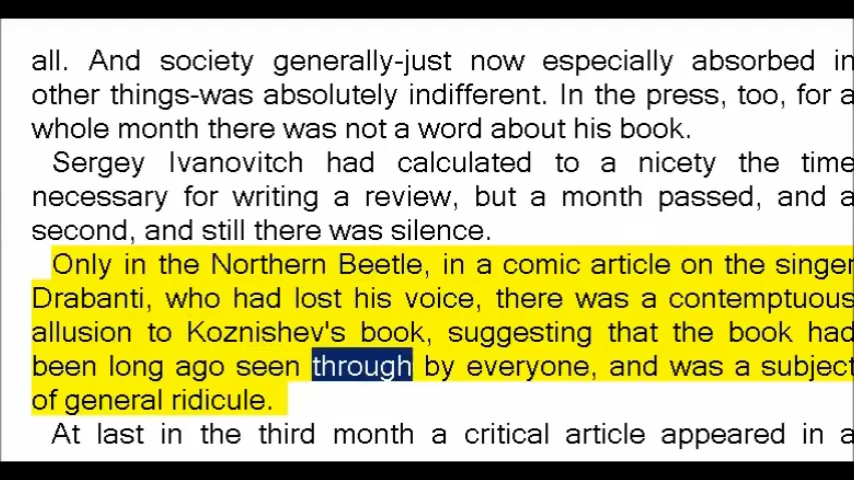 all. And society generally-just now especially absorbed in
other things-was absolutely indifferent. In the press, too, for a
whole month there was not a word about his book.
Sergey Ivanovitch had calculated to a nicety the time
necessary for writing a review, but a month passed, and a
second, and still there was silence.
Only in the Northern Beetle, in a comic article on the singer
Drabanti, who had lost his voice, there was a contemptuous
allusion to Koznishev's book, suggesting that the book had
been long ago seen through by everyone, and was a subject
of general ridicule.
At last in the third month a critical article appeared in a